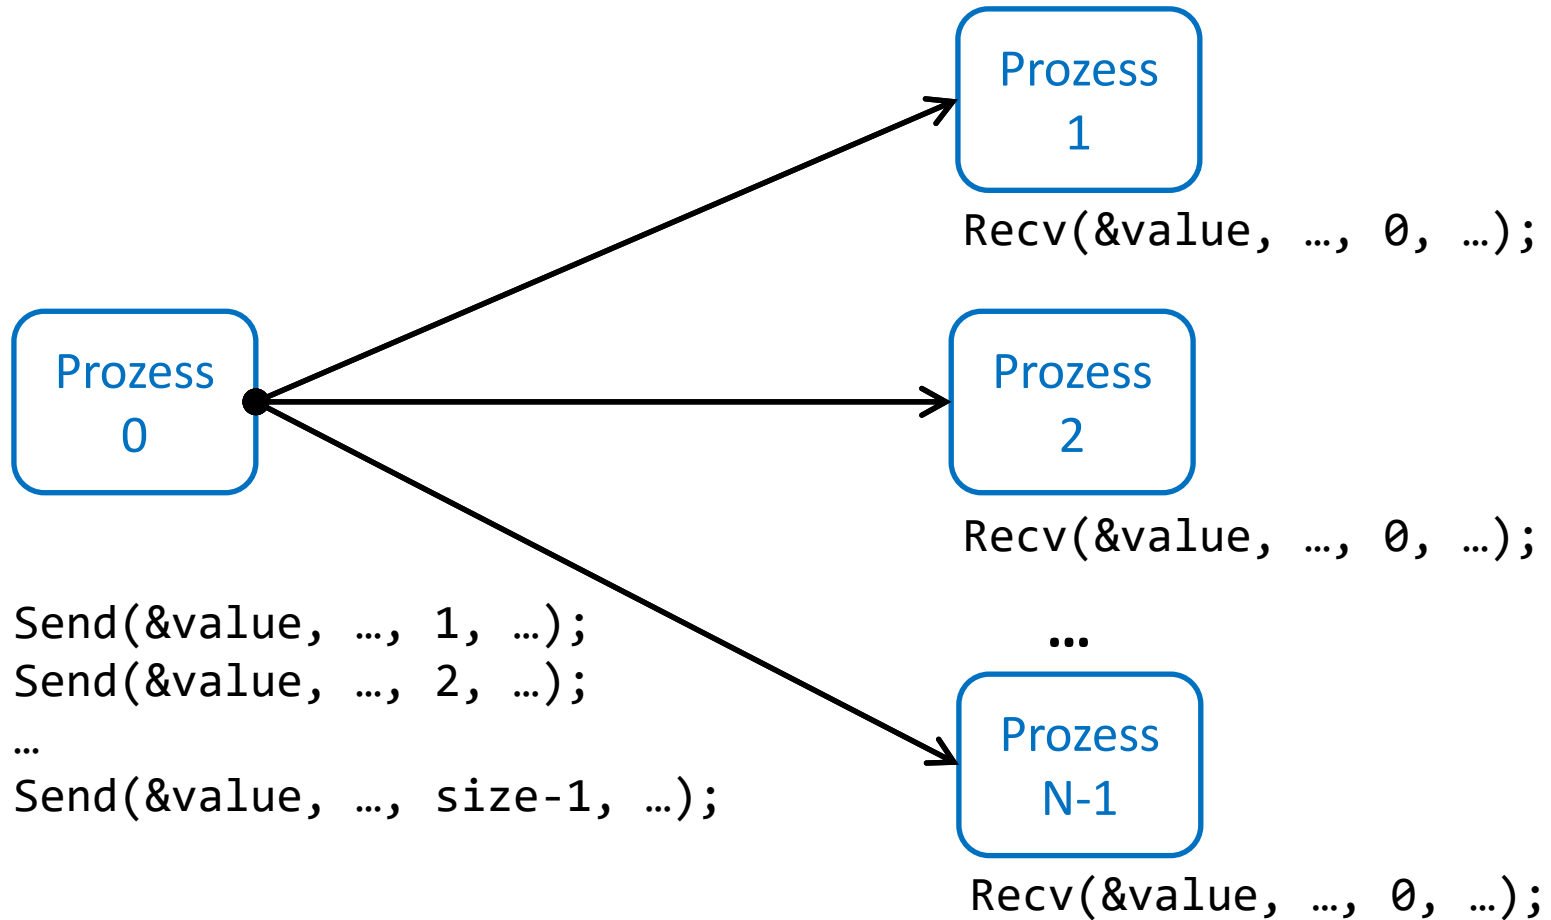 Prozess
1
Recv(&value, …, 0, …);
Prozess
0
Prozess
2
Recv(&value, …, 0, …);
Send(&value, …, 1, …);
Send(&value, …, 2, …);
…
Send(&value, …, size-1, …);
…
Prozess
N-1
Recv(&value, …, 0, …);